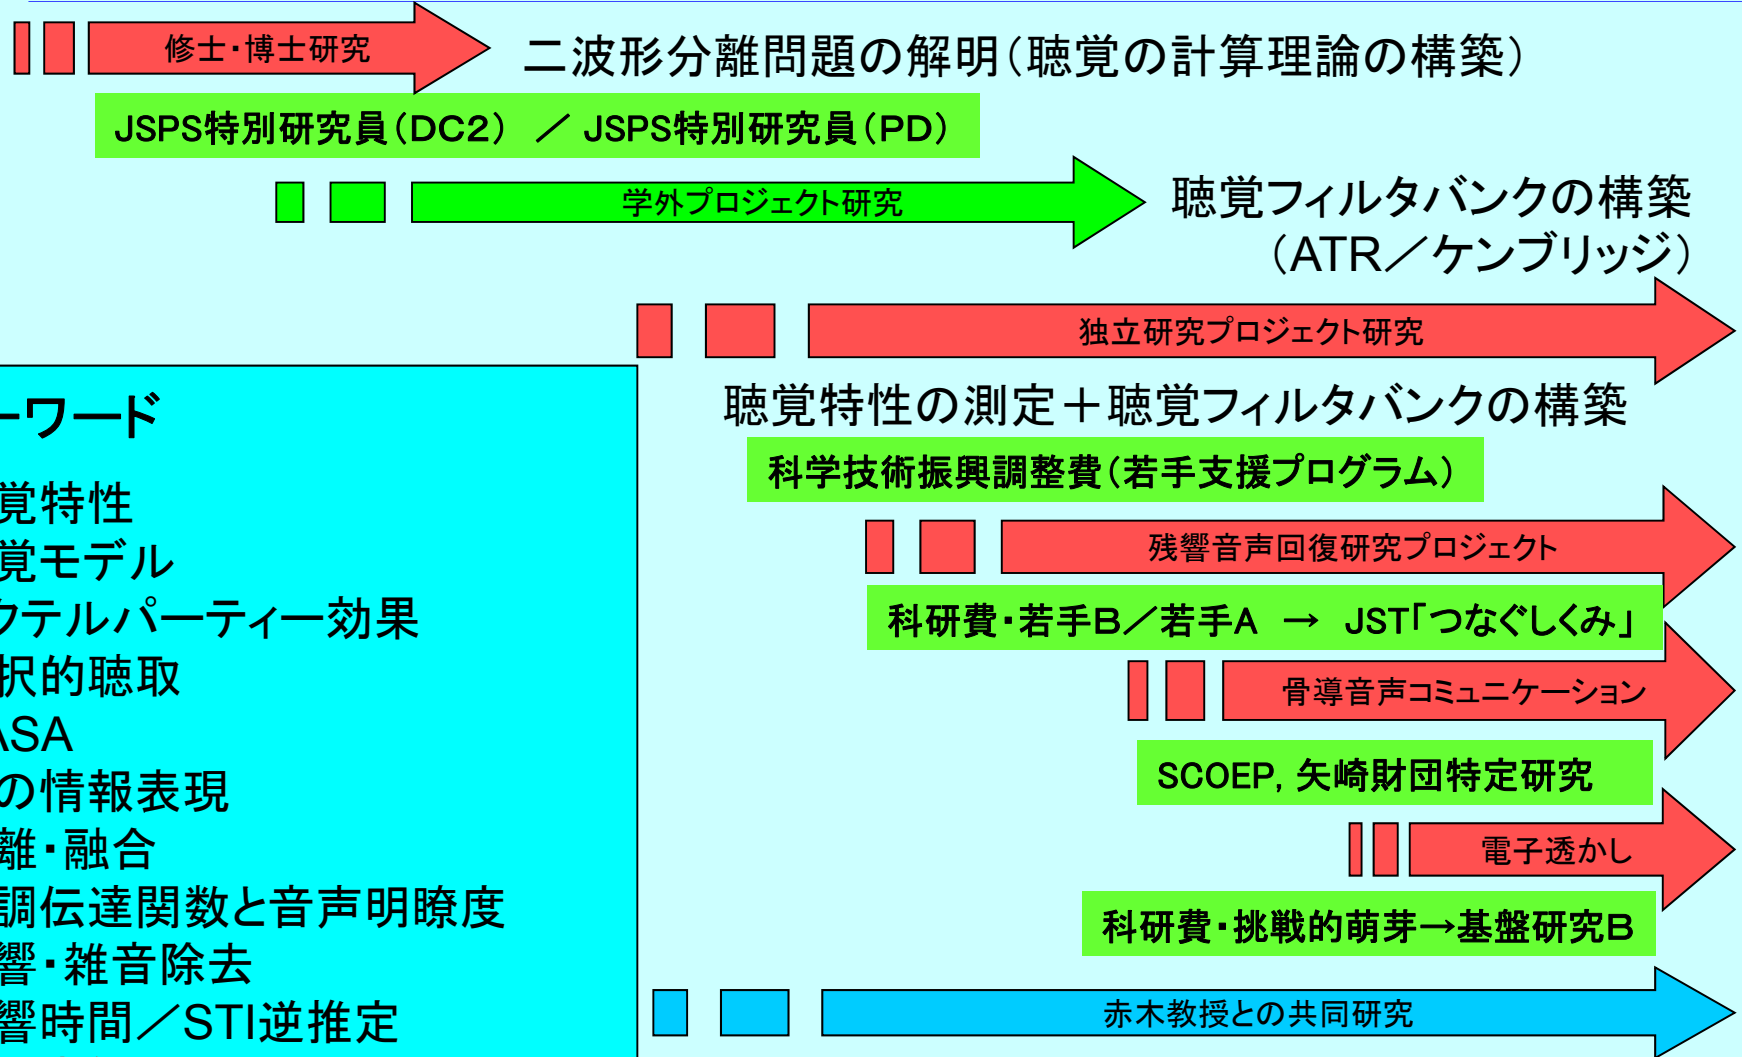 修士・博士研究
二波形分離問題の解明(聴覚の計算理論の構築)
JSPS特別研究員(DC2) ／ JSPS特別研究員(PD)
学外プロジェクト研究
聴覚フィルタバンクの構築
(ATR／ケンブリッジ)
独立研究プロジェクト研究
聴覚特性の測定＋聴覚フィルタバンクの構築
科学技術振興調整費(若手支援プログラム)
残響音声回復研究プロジェクト
科研費・若手B／若手A → JST「つなぐしくみ」
骨導音声コミュニケーション
SCOEP, 矢崎財団特定研究
電子透かし
科研費・挑戦的萌芽→基盤研究B
赤木教授との共同研究
ーワード
覚特性
覚モデル
クテルパーティー効果
択的聴取
ASA
の情報表現
離・融合
調伝達関数と音声明瞭度
響・雑音除去
響時間／STI逆推定